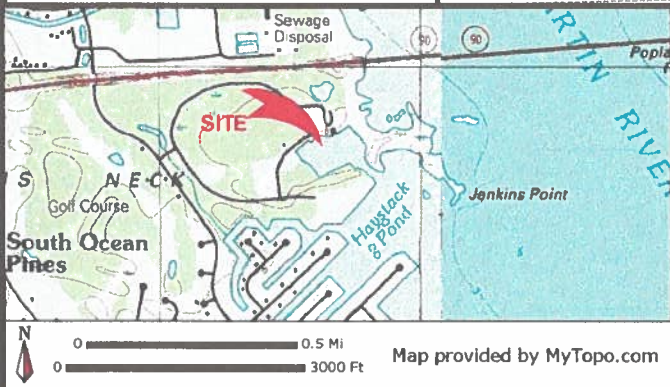 Sewage
Disposal
90
90
ARTIN RIVER
Popla
SITE
S NECK
Golf Course
Jenkins Point
Haystack
Pond
South Ocean
Pines
N
0 0.5 Mi
0 3000 Ft
Map provided by MyTopo.com